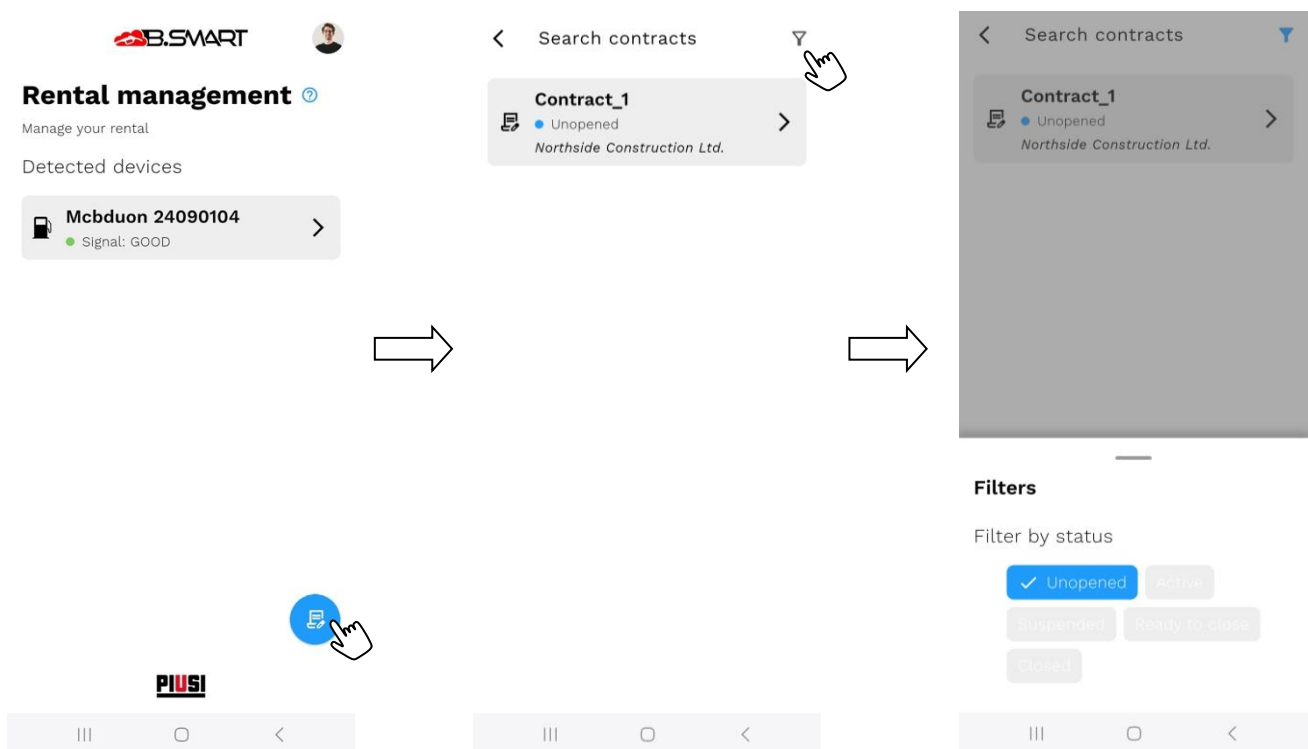 B.SMART
Rental management
Manage your rental
Detected devices
Mcbduon 24090104
Signal: GOOD
PIUSI
Search contracts
Contract_1
Unopened
Northside Construction Ltd.
Search contracts
Contract_1
Unopened
Northside Construction Ltd.
Filters
Filter by status
Unopened Active
Suspended Ready to close
Closed